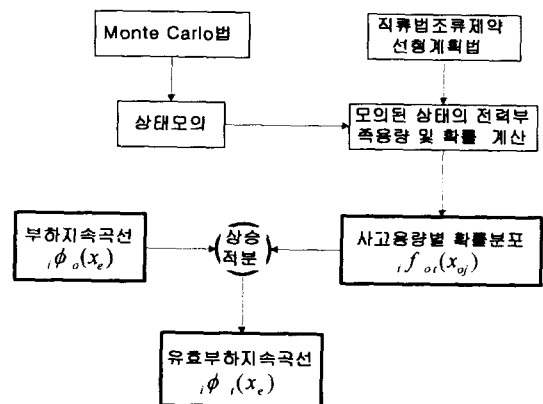 Monte Carlo법
직류법조류제약
선형계획법
상태모의
모의된 상태의 전력부
족용량 및 확률 계산
부하지속곡선
ᵢϕₒ(xₑ)
상승
적분
사고용량별 확률분포
ᵢfₒᵢ(xₒⱼ)
유효부하지속곡선
ᵢϕᵢ(xₑ)